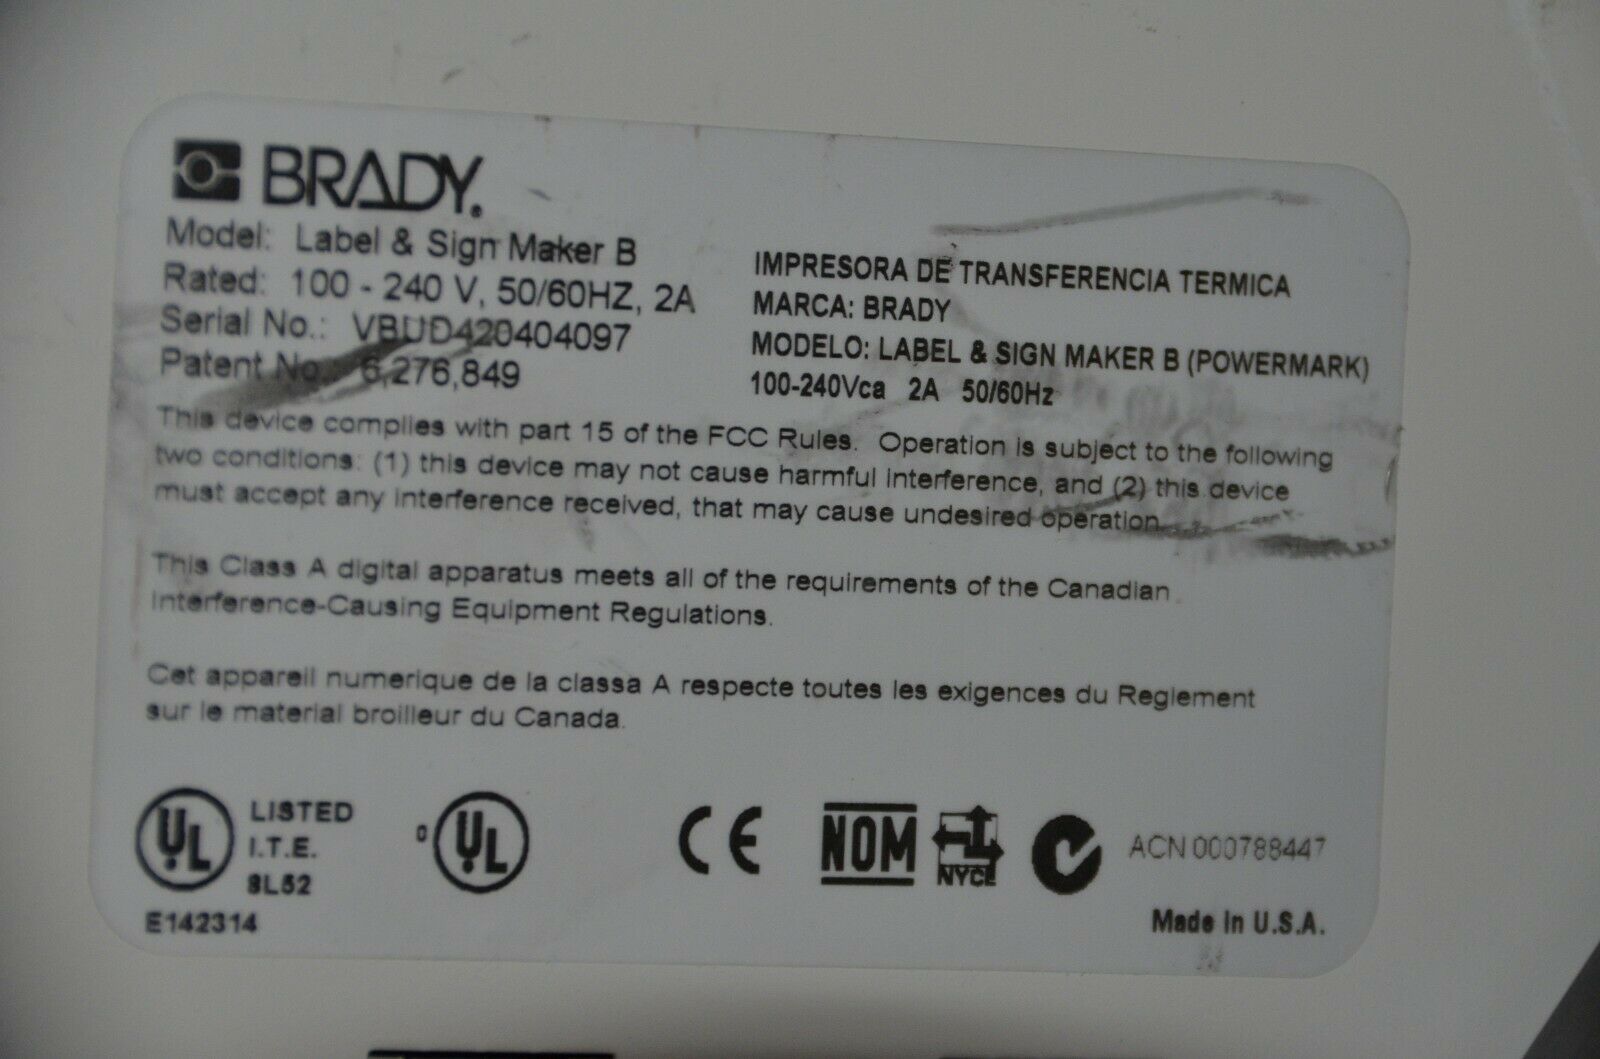 BRADY.
Model: Label & Sign Maker B
Rated: 100 - 240 V, 50/60HZ, 2A
Serial No.: VBUD420404097
Patent No.: 6,276,849
IMPRESORA DE TRANSFERENCIA TERMICA
MARCA: BRADY
MODELO: LABEL & SIGN MAKER B (POWERMARK)
100-240Vca 2A 50/60Hz
This device complies with part 15 of the FCC Rules. Operation is subject to the following
two conditions: (1) this device may not cause harmful interference, and (2) this device
must accept any interference received, that may cause undesired operation.
This Class A digital apparatus meets all of the requirements of the Canadian
Interference-Causing Equipment Regulations.
Cet appareil numerique de la classa A respecte toutes les exigences du Reglement
sur le material broilleur du Canada.
UL LISTED
I.T.E.
8L52
E142314
UL
CE
NOM
NYCE
ACN 000788447
Made in U.S.A.